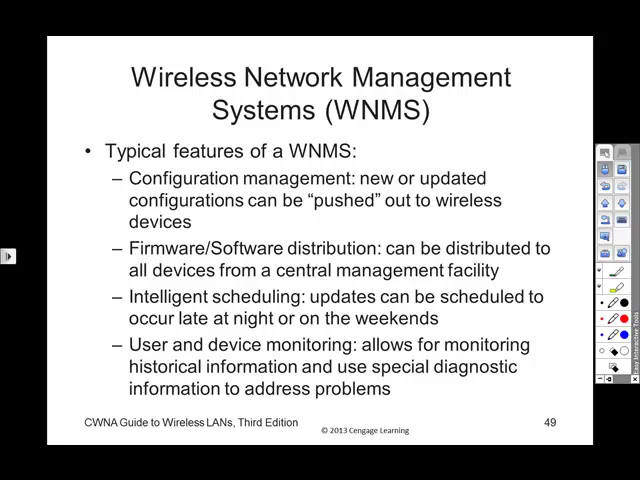 Wireless Network Management
Systems (WNMS)
• Typical features of a WNMS:
– Configuration management: new or updated
configurations can be “pushed” out to wireless
devices
– Firmware/Software distribution: can be distributed to
all devices from a central management facility
– Intelligent scheduling: updates can be scheduled to
occur late at night or on the weekends
– User and device monitoring: allows for monitoring
historical information and use special diagnostic
information to address problems
CWNA Guide to Wireless LANs, Third Edition
© 2013 Cengage Learning
49
Easy Interactive Tools